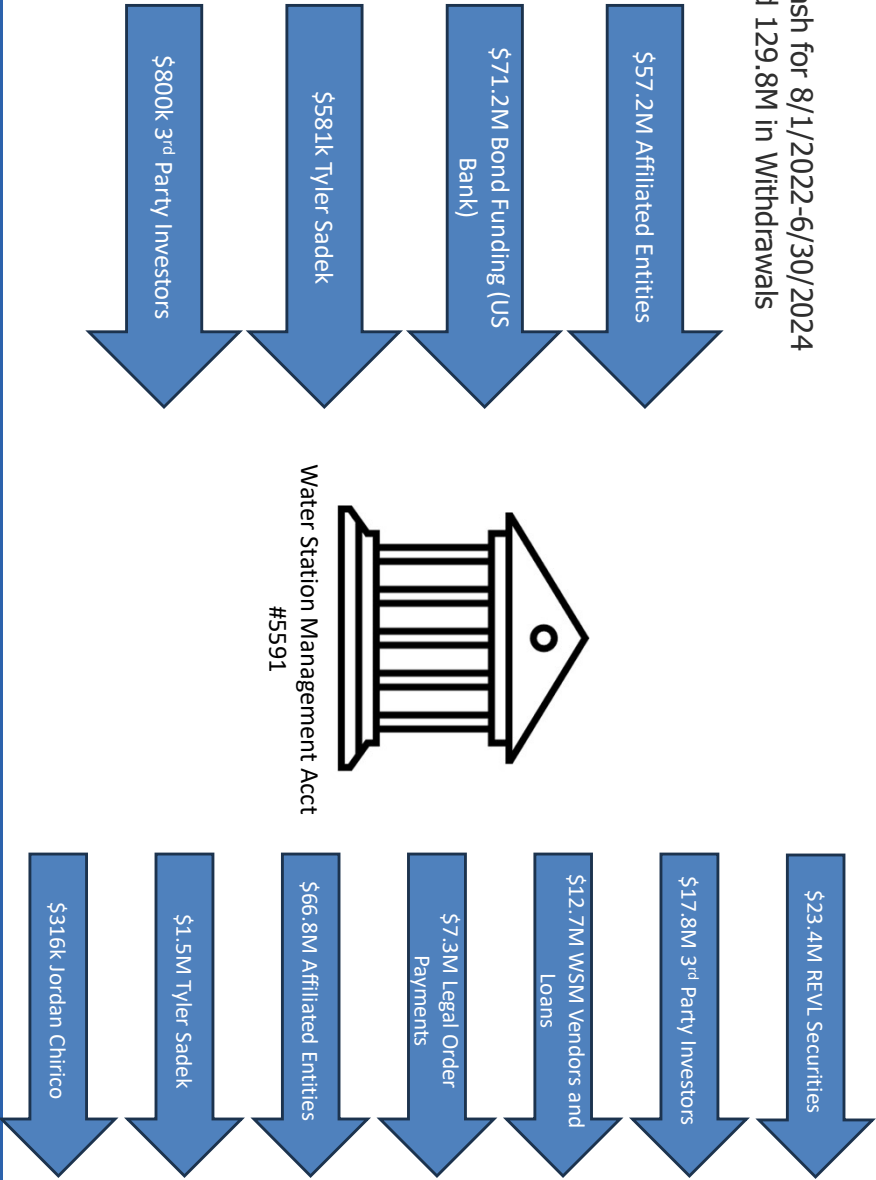 ash for 8/1/2022-6/30/2024
d 129.8M in Withdrawals
$57.2M Affiliated Entities
$71.2M Bond Funding (US
Bank)
$581k Tyler Sadek
$800k 3rd Party Investors
Water Station Management Acct
#5591
$23.4M REVL Securities
$17.8M 3rd Party Investors
$12.7M WSM Vendors and
Loans
$7.3M Legal Order
Payments
$66.8M Affiliated Entities
$1.5M Tyler Sadek
$316k Jordan Chirico